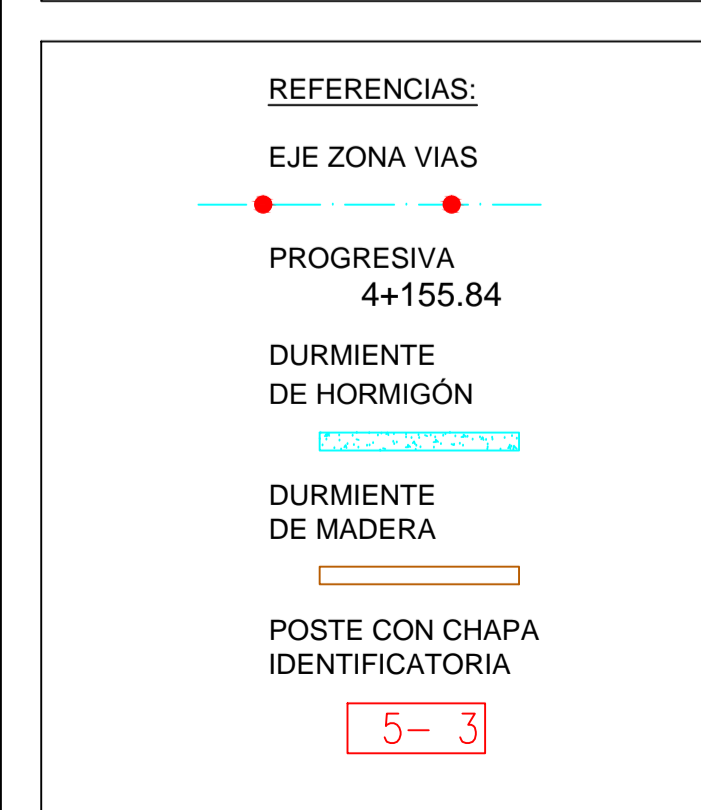 REFERENCIAS:
EJE ZONA VIAS
PROGRESIVA
4+155.84
DURMIENTE
DE HORMIGÓN
DURMIENTE
DE MADERA
POSTE CON CHAPA
IDENTIFICATORIA
5- 3